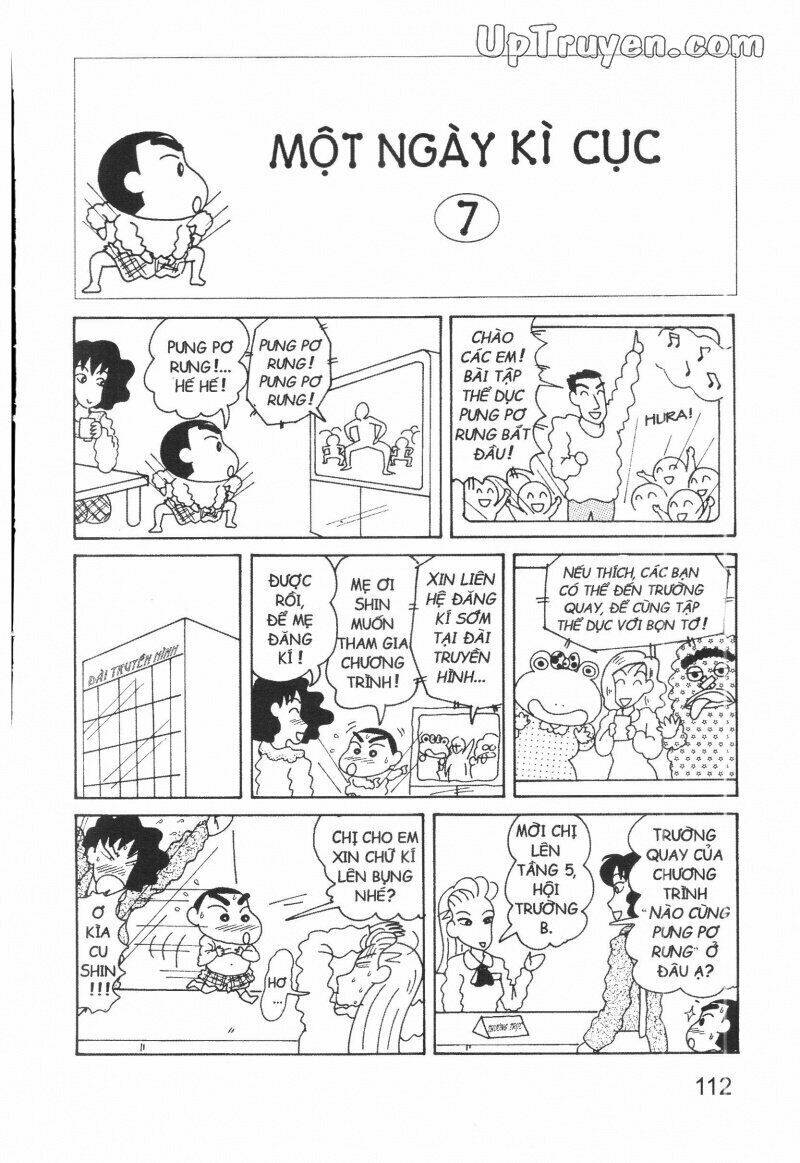 UpTruyen.com
MỘT NGÀY KÌ CỤC
7
CHÀO
CÁC EM!
BÀI TẬP
THỂ DỤC
PUNG PƠ
RUNG BẮT
ĐẦU!
HURA!
PUNG PƠ
RUNG!
PUNG PƠ
RUNG!
PUNG PƠ
RUNG!...
HẾ HẾ!
NẾU THÍCH, CÁC BẠN
CÓ THỂ ĐẾN TRƯỜNG
QUAY, ĐỂ CÙNG TẬP
THỂ DỤC VỚI BỌN TỚ!
XIN LIÊN
HỆ ĐĂNG
KÍ SỚM
TẠI ĐÀI
TRUYỀN
HÌNH...
MẸ ƠI
SHIN
MUỐN
THAM GIA
CHƯƠNG
TRÌNH!
ĐƯỢC
RỒI,
ĐỂ MẸ
ĐĂNG
KÍ!
ĐÀI TRUYỀN HÌNH
TRƯỜNG
QUAY CỦA
CHƯƠNG
TRÌNH
"NÀO CÙNG
PUNG PƠ
RUNG" Ở
ĐÂU Ạ?
MỜI CHỊ
LÊN
TẦNG 5,
HỘI
TRƯỜNG
B.
THƯỜNG TRỰC
CHỊ CHO EM
XIN CHỮ KÍ
LÊN BỤNG
NHÉ?
HƠ
...
Ơ
KÌA
CU
SHIN
!!!
112